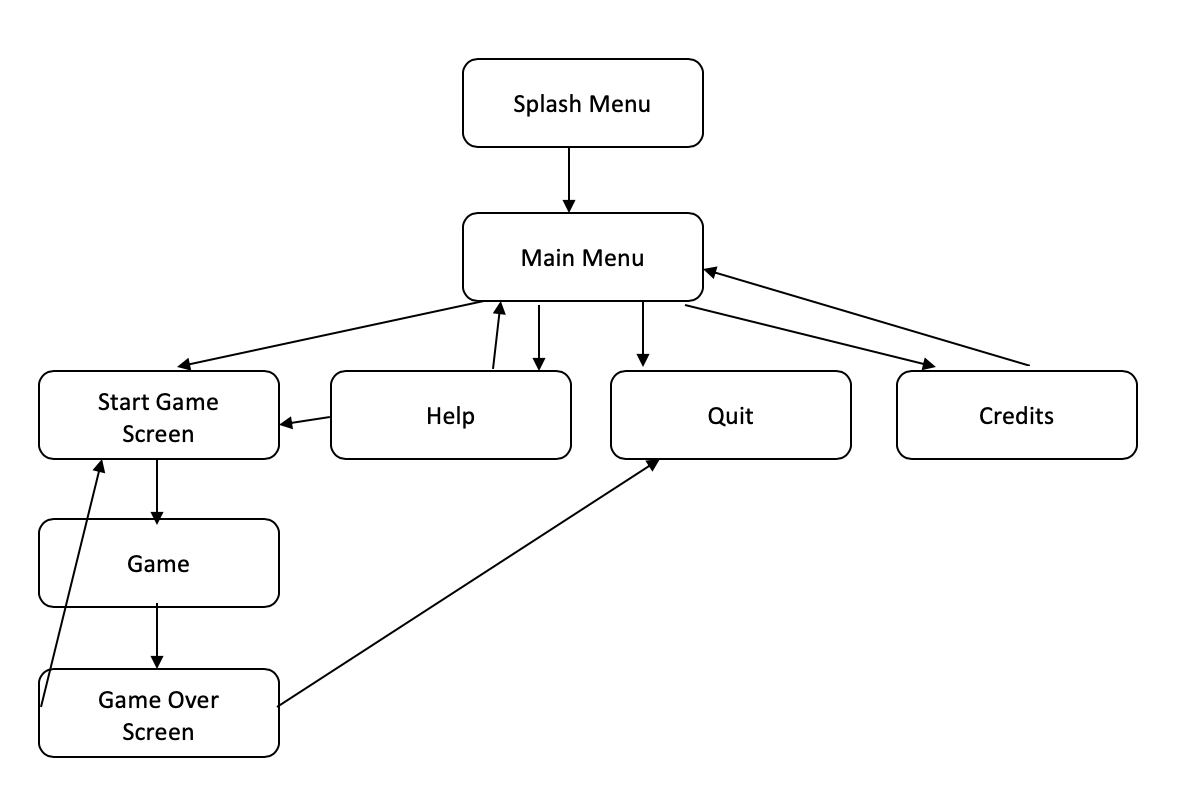 Splash Menu
Main Menu
Start Game
Screen
Help
Quit
Credits
Game
Game Over
Screen